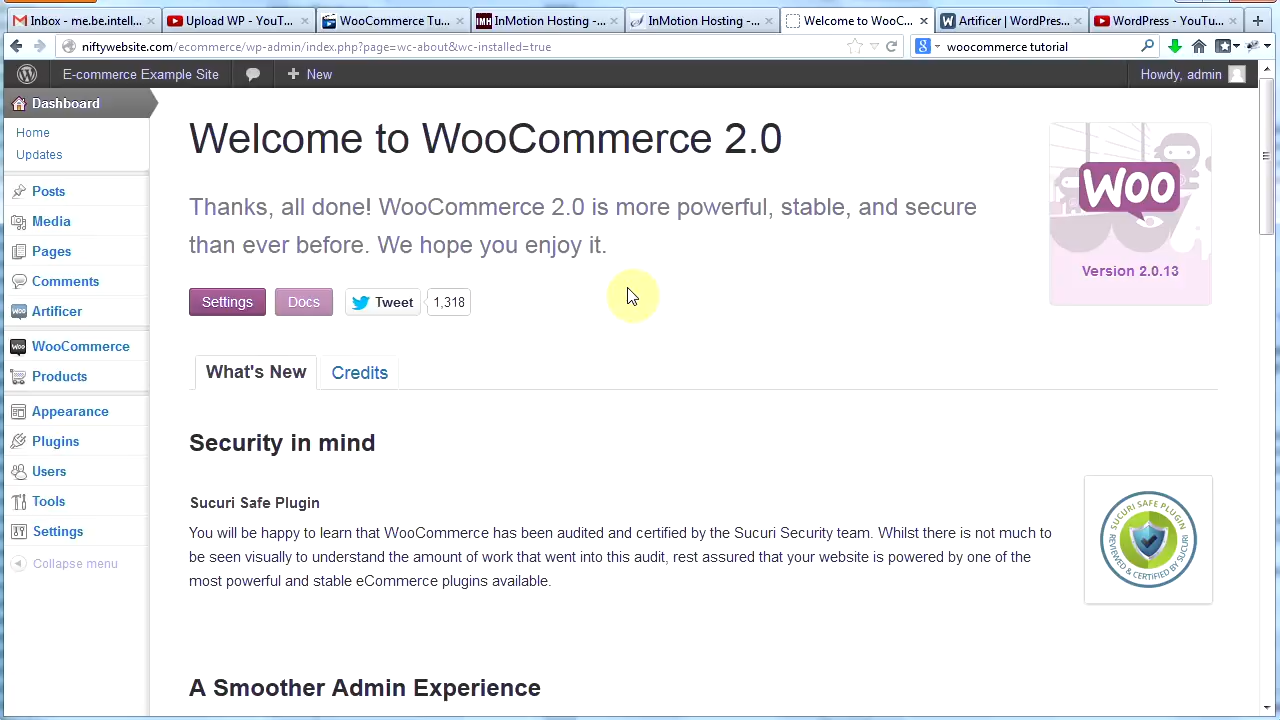 Inbox - me.be.intell...
Upload WP - YouT...
WooCommerce Tu...
InMotion Hosting -...
InMotion Hosting -...
Welcome to WooC...
Artificer | WordPres...
WordPress - YouTu...
niftywebsite.com/ecommerce/wp-admin/index.php?page=wc-about&wc-installed=true
woocommerce tutorial
E-commerce Example Site
New
Howdy, admin
Dashboard
Home
Updates
Posts
Media
Pages
Comments
Artificer
WooCommerce
Products
Appearance
Plugins
Users
Tools
Settings
Collapse menu
Welcome to WooCommerce 2.0
Thanks, all done! WooCommerce 2.0 is more powerful, stable, and secure
than ever before. We hope you enjoy it.
WOO
Version 2.0.13
Settings
Docs
Tweet
1,318
What's New
Credits
Security in mind
Sucuri Safe Plugin
You will be happy to learn that WooCommerce has been audited and certified by the Sucuri Security team. Whilst there is not much to
be seen visually to understand the amount of work that went into this audit, rest assured that your website is powered by one of the
most powerful and stable eCommerce plugins available.
SUCURI SAFE PLUGIN
REVIEWED & CERTIFIED BY SUCURI
A Smoother Admin Experience